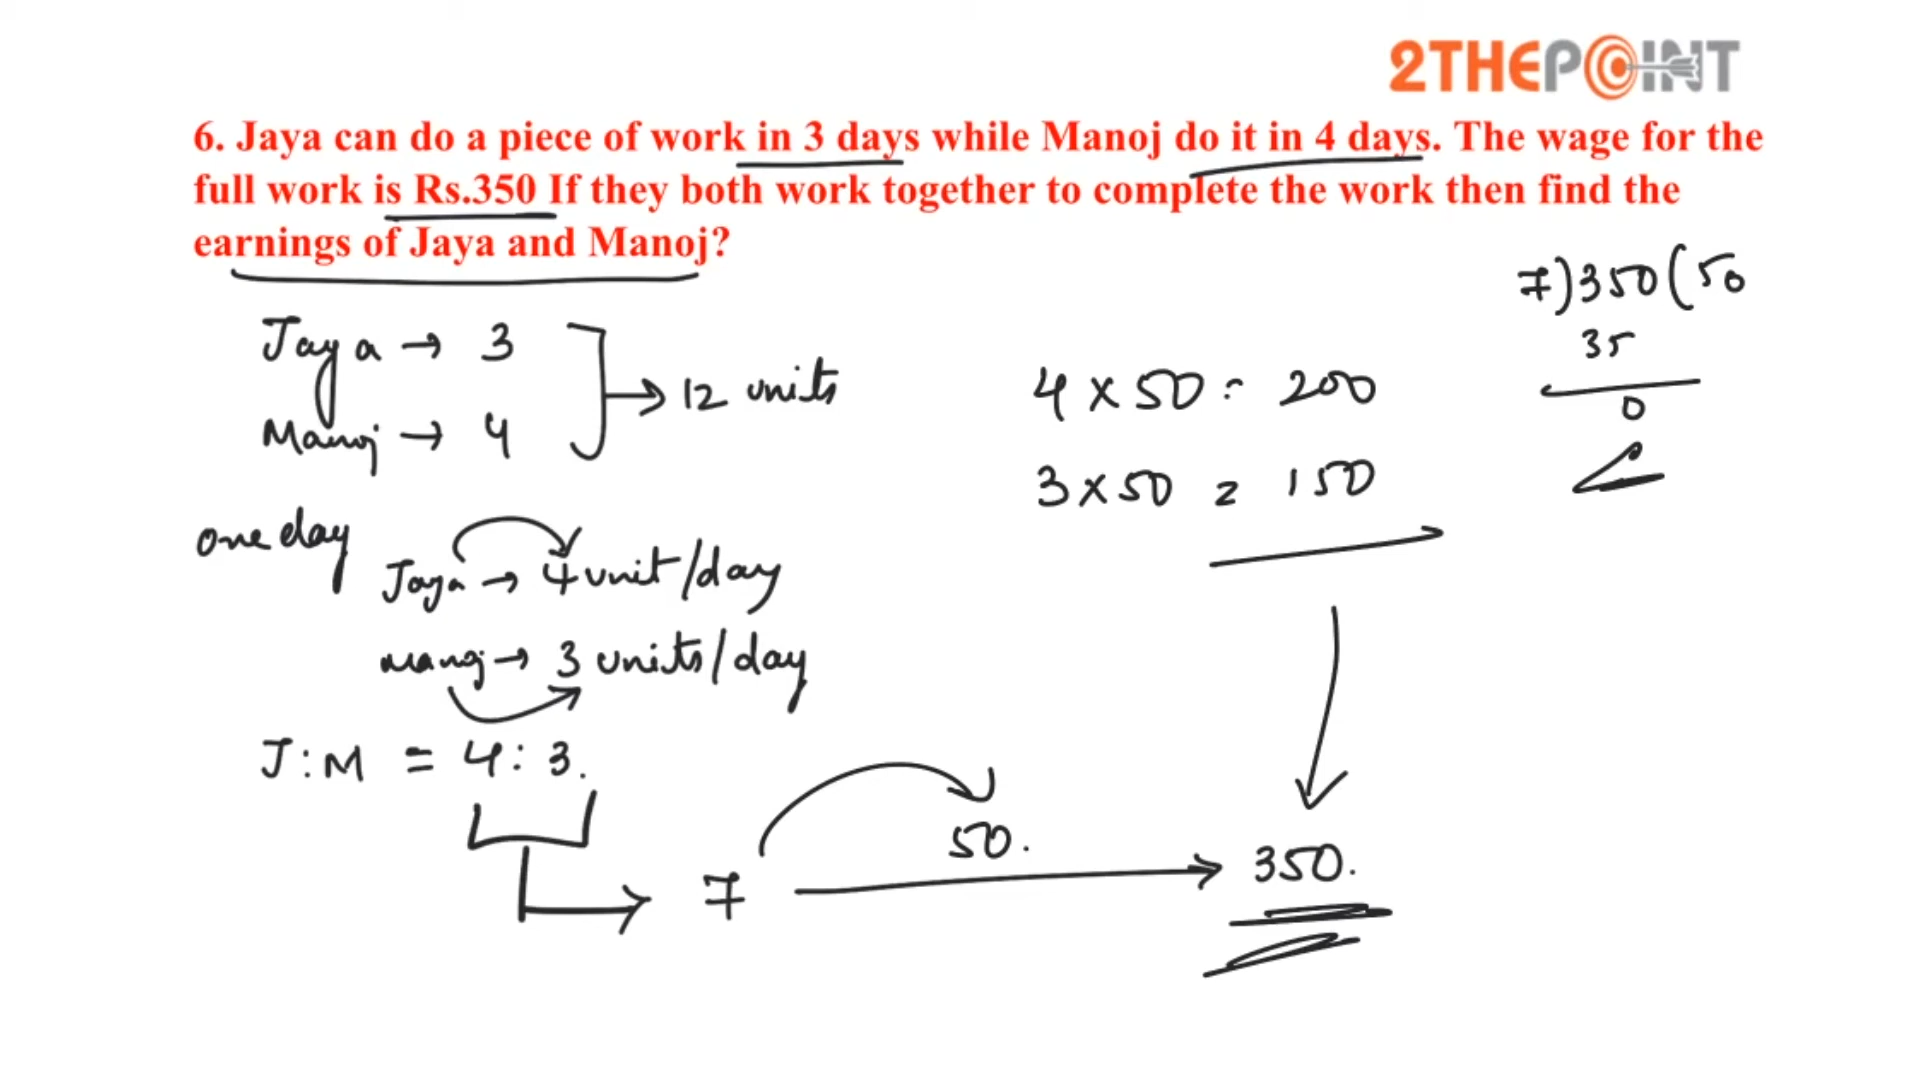 2THEPOINT
6. Jaya can do a piece of work in 3 days while Manoj do it in 4 days. The wage for the
full work is Rs.350 If they both work together to complete the work then find the
earnings of Jaya and Manoj?
7)350(50
35
0
Jaya → 3
Manoj → 4
→ 12 units
4 × 50 = 200
3 × 50 = 150
one day
Jaya → 4 unit/day
Manoj → 3 units/day
J:M = 4:3.
7
50.
350.